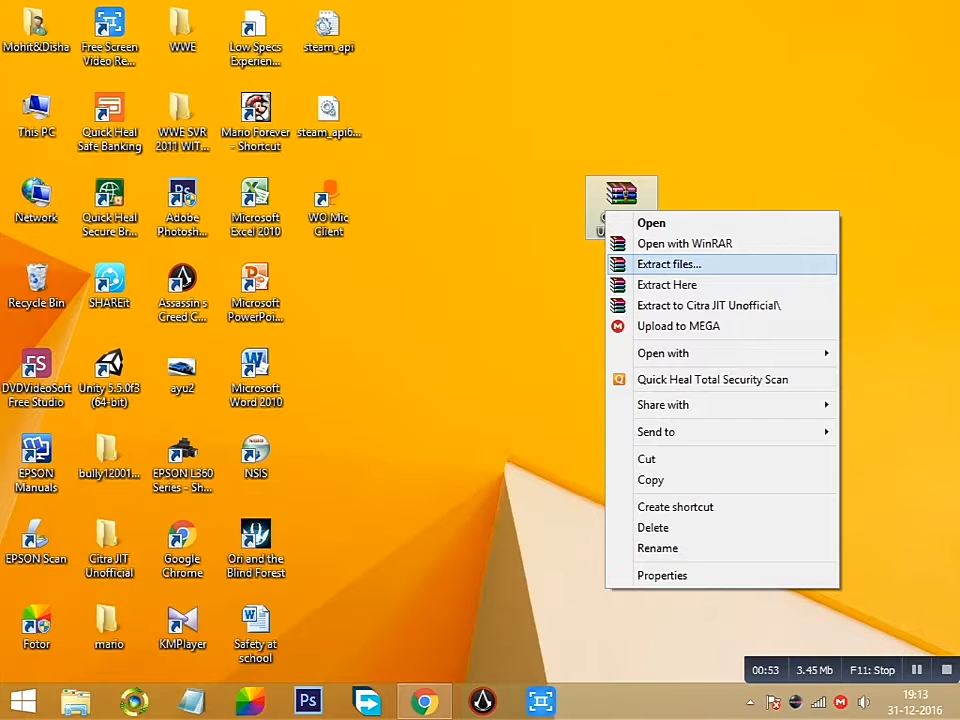 Mohit&Disha
Free Screen
Video Re...
WWE
Low Specs
Experien...
steam_api
This PC
Quick Heal
Safe Banking
WWE SVR
2011 WIT...
Mario Forever
- Shortcut
steam_api6...
Network
Quick Heal
Secure Br...
Adobe
Photosh...
Microsoft
Excel 2010
WO Mic
Client
Recycle Bin
SHAREit
Assassin s
Creed C...
Microsoft
PowerPoi...
DVDVideoSoft
Free Studio
Unity 5.5.0f3
(64-bit)
ayu2
Microsoft
Word 2010
EPSON
Manuals
bully12001...
EPSON L360
Series - Sh...
NSIS
EPSON Scan
Citra JIT
Unofficial
Google
Chrome
Ori and the
Blind Forest
Fotor
mario
KMPlayer
Safety at
school
Open
Open with WinRAR
Extract files...
Extract Here
Extract to Citra JIT Unofficial\
Upload to MEGA
Open with
Quick Heal Total Security Scan
Share with
Send to
Cut
Copy
Create shortcut
Delete
Rename
Properties
00:53
3.45 Mb
F11: Stop
Ps
19:13
31-12-2016